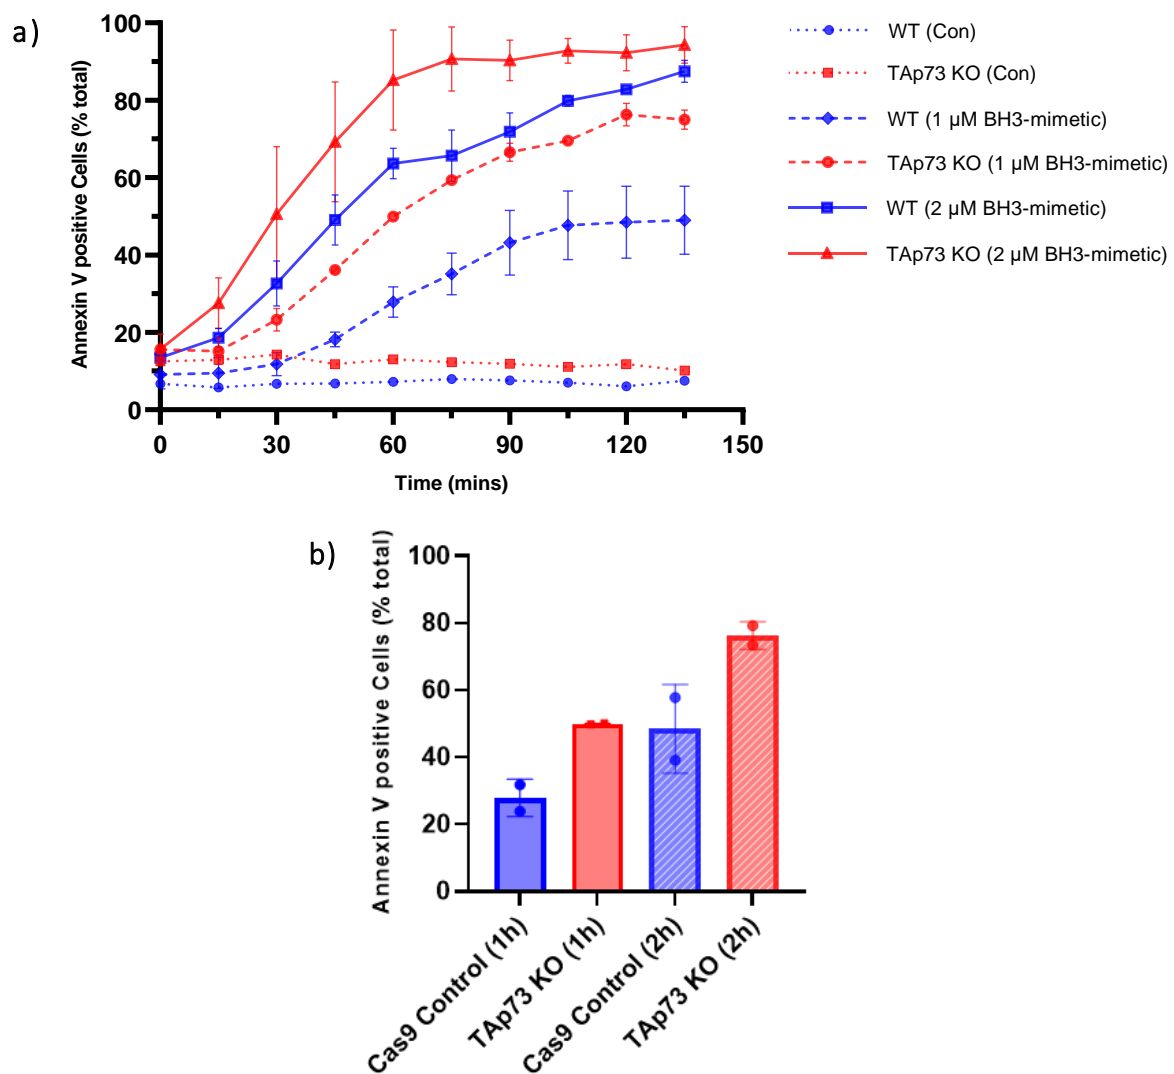 a)
Annexin V positive Cells (% total)
100
80
60
40
20
0
0 30 60 90 120 150
Time (mins)
WT (Con)
TAp73 KO (Con)
WT (1 µM BH3-mimetic)
TAp73 KO (1 µM BH3-mimetic)
WT (2 µM BH3-mimetic)
TAp73 KO (2 µM BH3-mimetic)
b)
Annexin V positive Cells (% total)
100
80
60
40
20
0
Cas9 Control (1h)
TAp73 KO (1h)
Cas9 Control (2h)
TAp73 KO (2h)